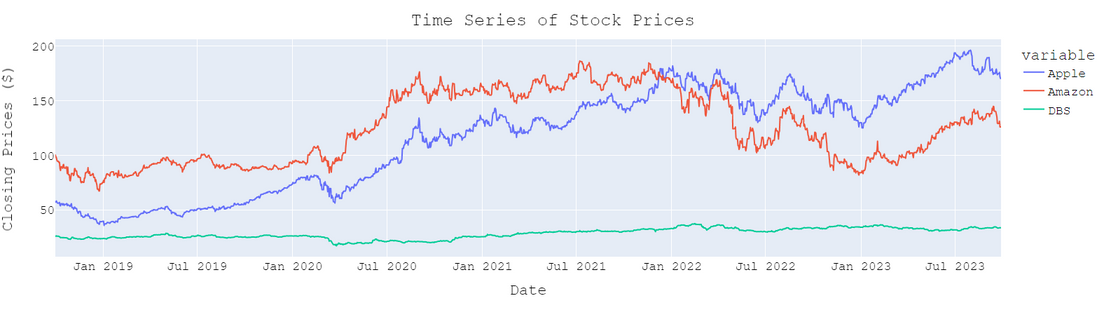 Time Series of Stock Prices
Closing Prices ($)
200
150
100
50
Jan 2019 Jul 2019 Jan 2020 Jul 2020 Jan 2021 Jul 2021 Jan 2022 Jul 2022 Jan 2023 Jul 2023
Date
variable
Apple
Amazon
DBS